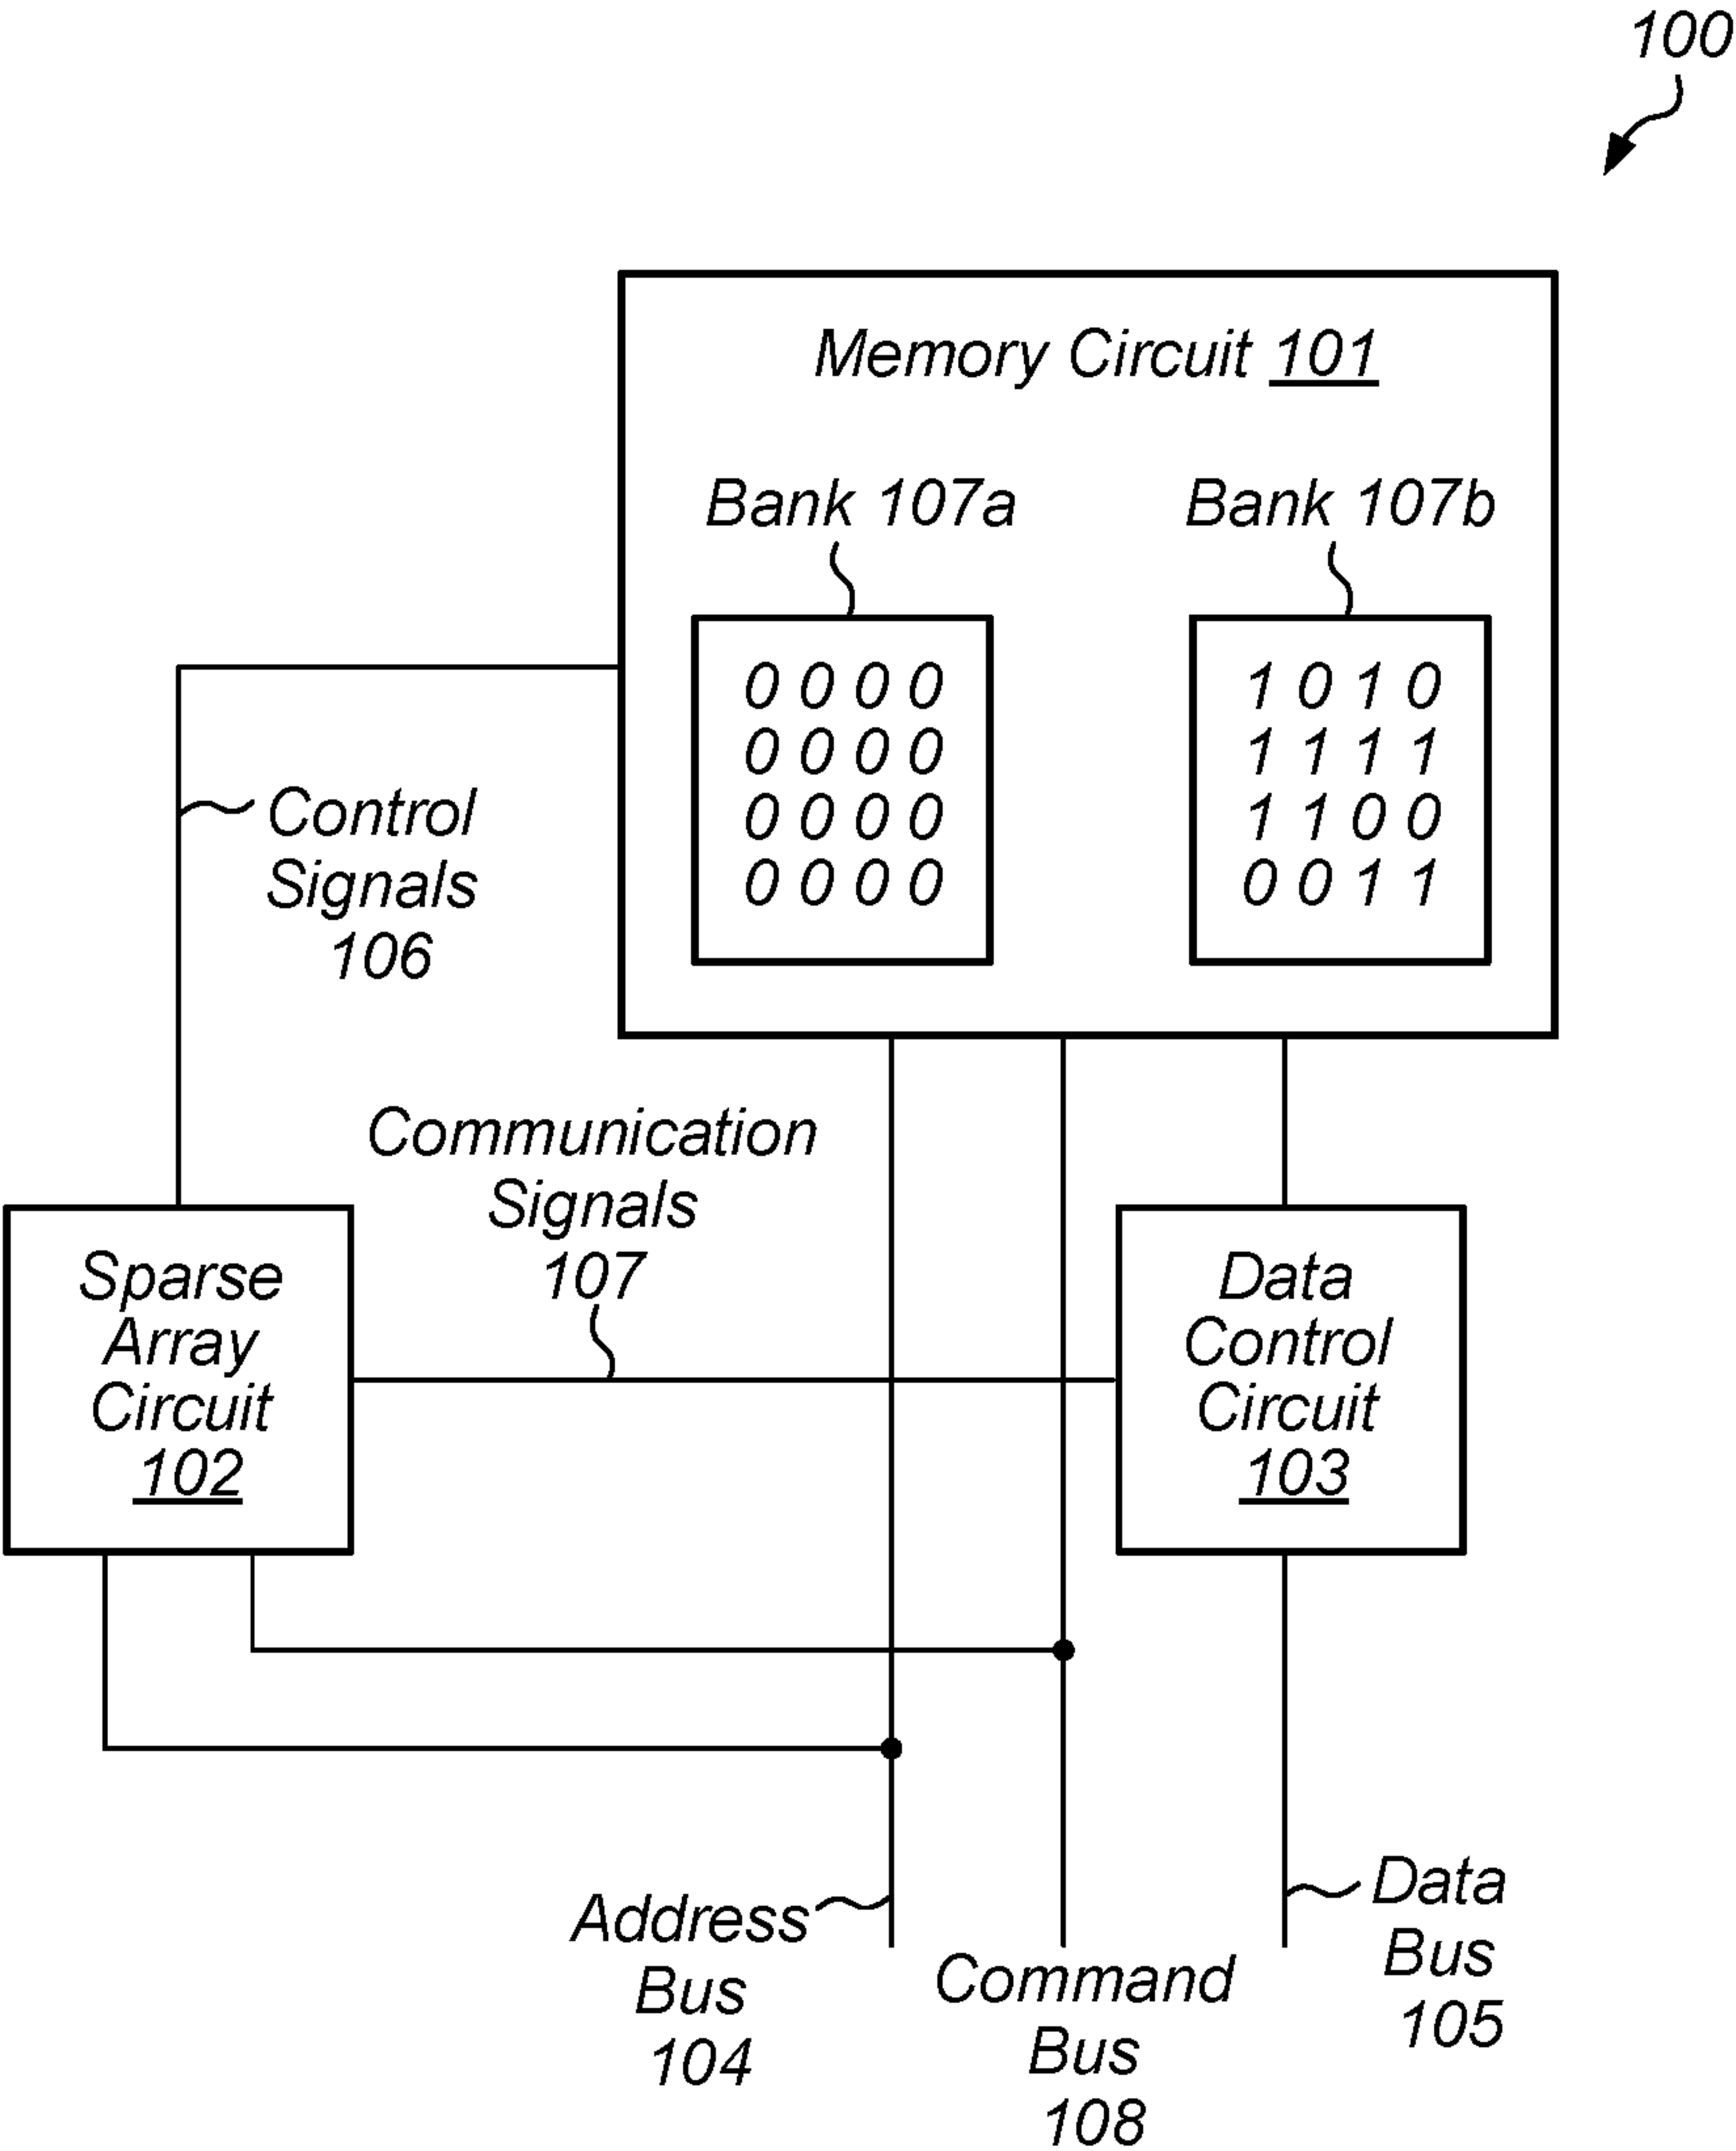 100
Memory Circuit 101
Bank 107a
Bank 107b
0 0 0 0
0 0 0 0
0 0 0 0
0 0 0 0
1 0 1 0
1 1 1 1
1 1 0 0
0 0 1 1
Control
Signals
106
Communication
Signals
107
Sparse
Array
Circuit
102
Data
Control
Circuit
103
Address
Bus
104
Command
Bus
108
Data
Bus
105